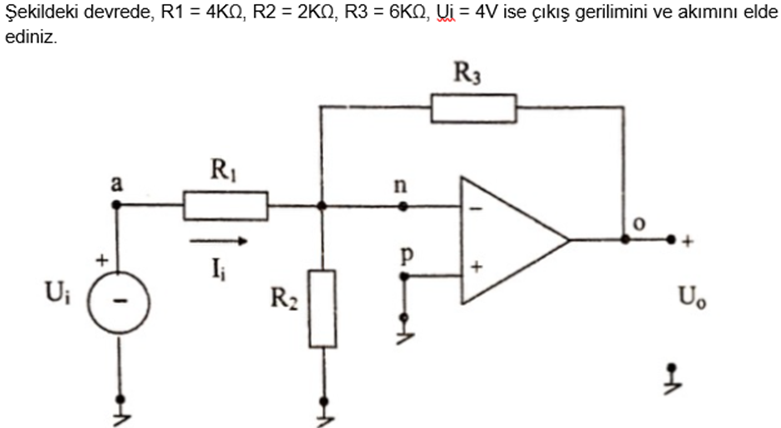 Şekildeki devrede, R1 = 4KΩ, R2 = 2KΩ, R3 = 6KΩ, Ui = 4V ise çıkış gerilimini ve akımını elde
ediniz.
R3
R1
a
n
-
o
+
Ii
p
+
+
Ui
-
R2
Uo